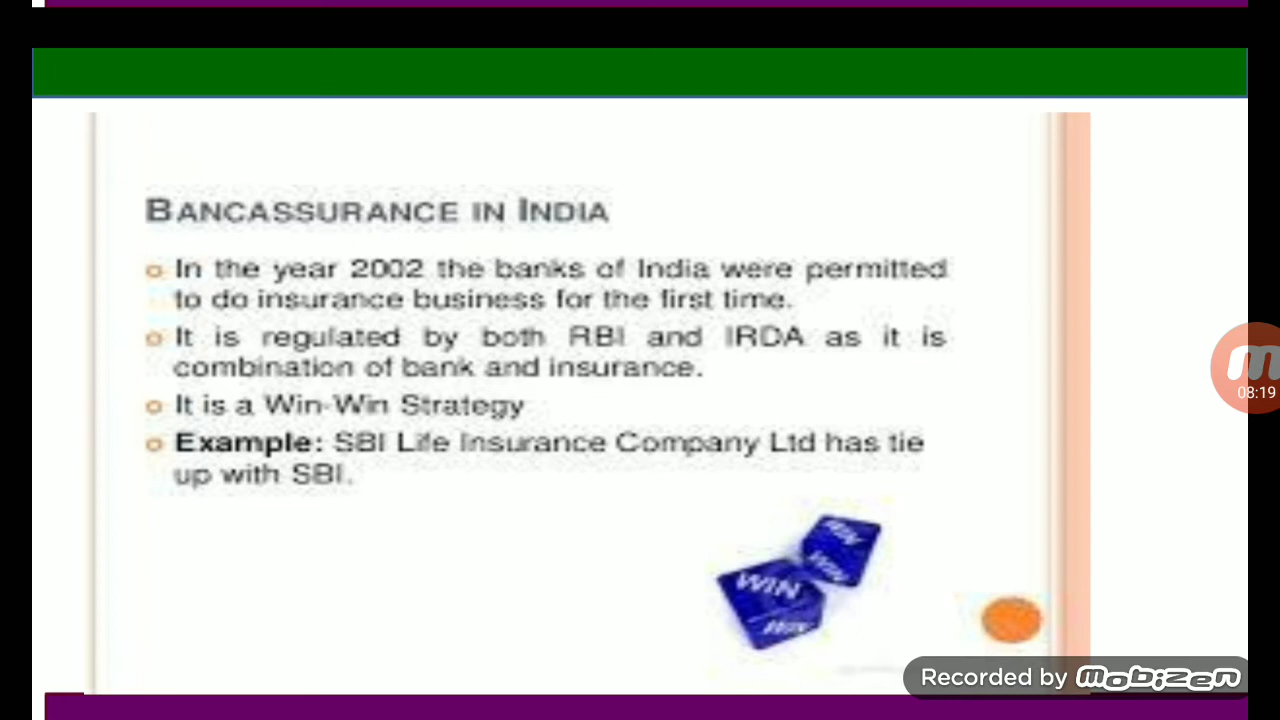 BANCASSURANCE IN INDIA
In the year 2002 the banks of India were permitted
to do insurance business for the first time.
It is regulated by both RBI and IRDA as it is
combination of bank and insurance.
It is a Win-Win Strategy
Example: SBI Life Insurance Company Ltd has tie
up with SBI.
WIN
WIN
WIN
WIN
08:19
Recorded by mobizen